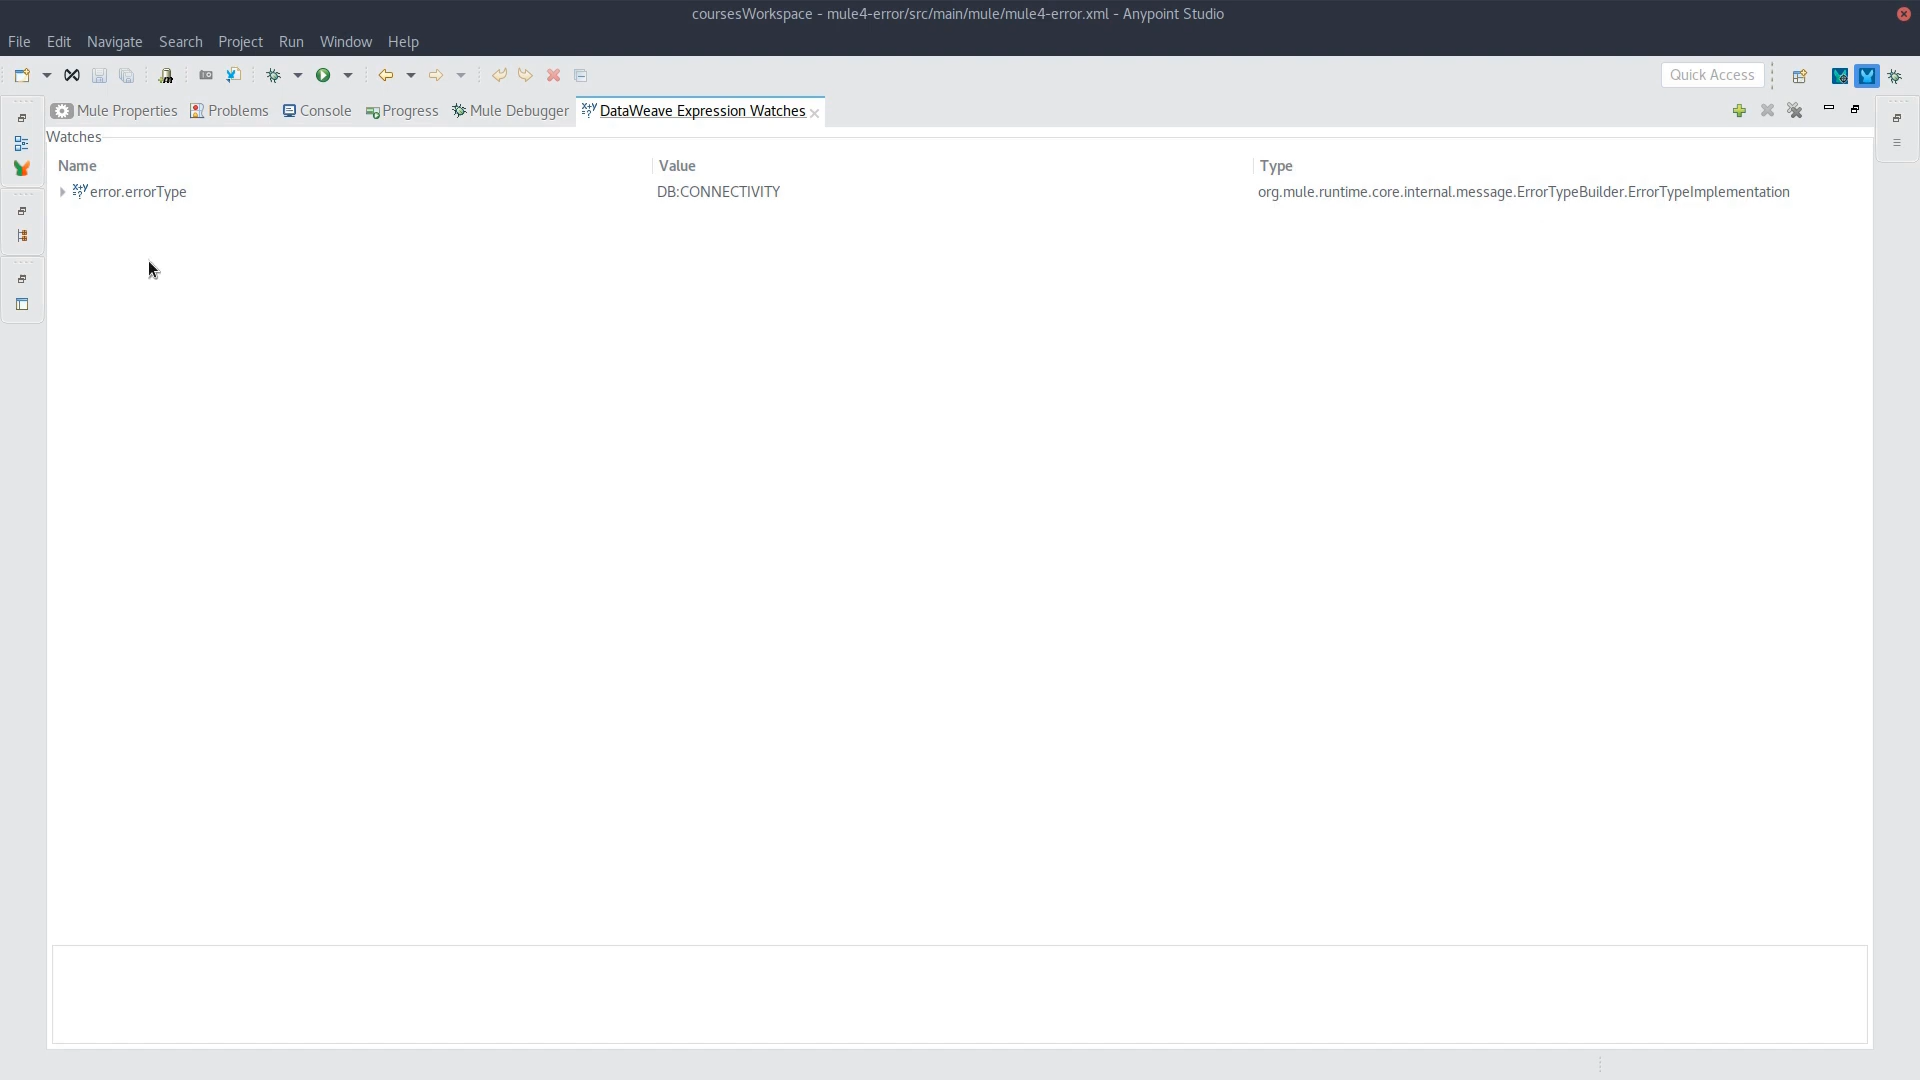 coursesWorkspace - mule4-error/src/main/mule/mule4-error.xml - Anypoint Studio
File Edit Navigate Search Project Run Window Help
Quick Access
Mule Properties Problems Console Progress Mule Debugger DataWeave Expression Watches
Watches
Name Value Type
error.errorType DB:CONNECTIVITY org.mule.runtime.core.internal.message.ErrorTypeBuilder.ErrorTypeImplementation